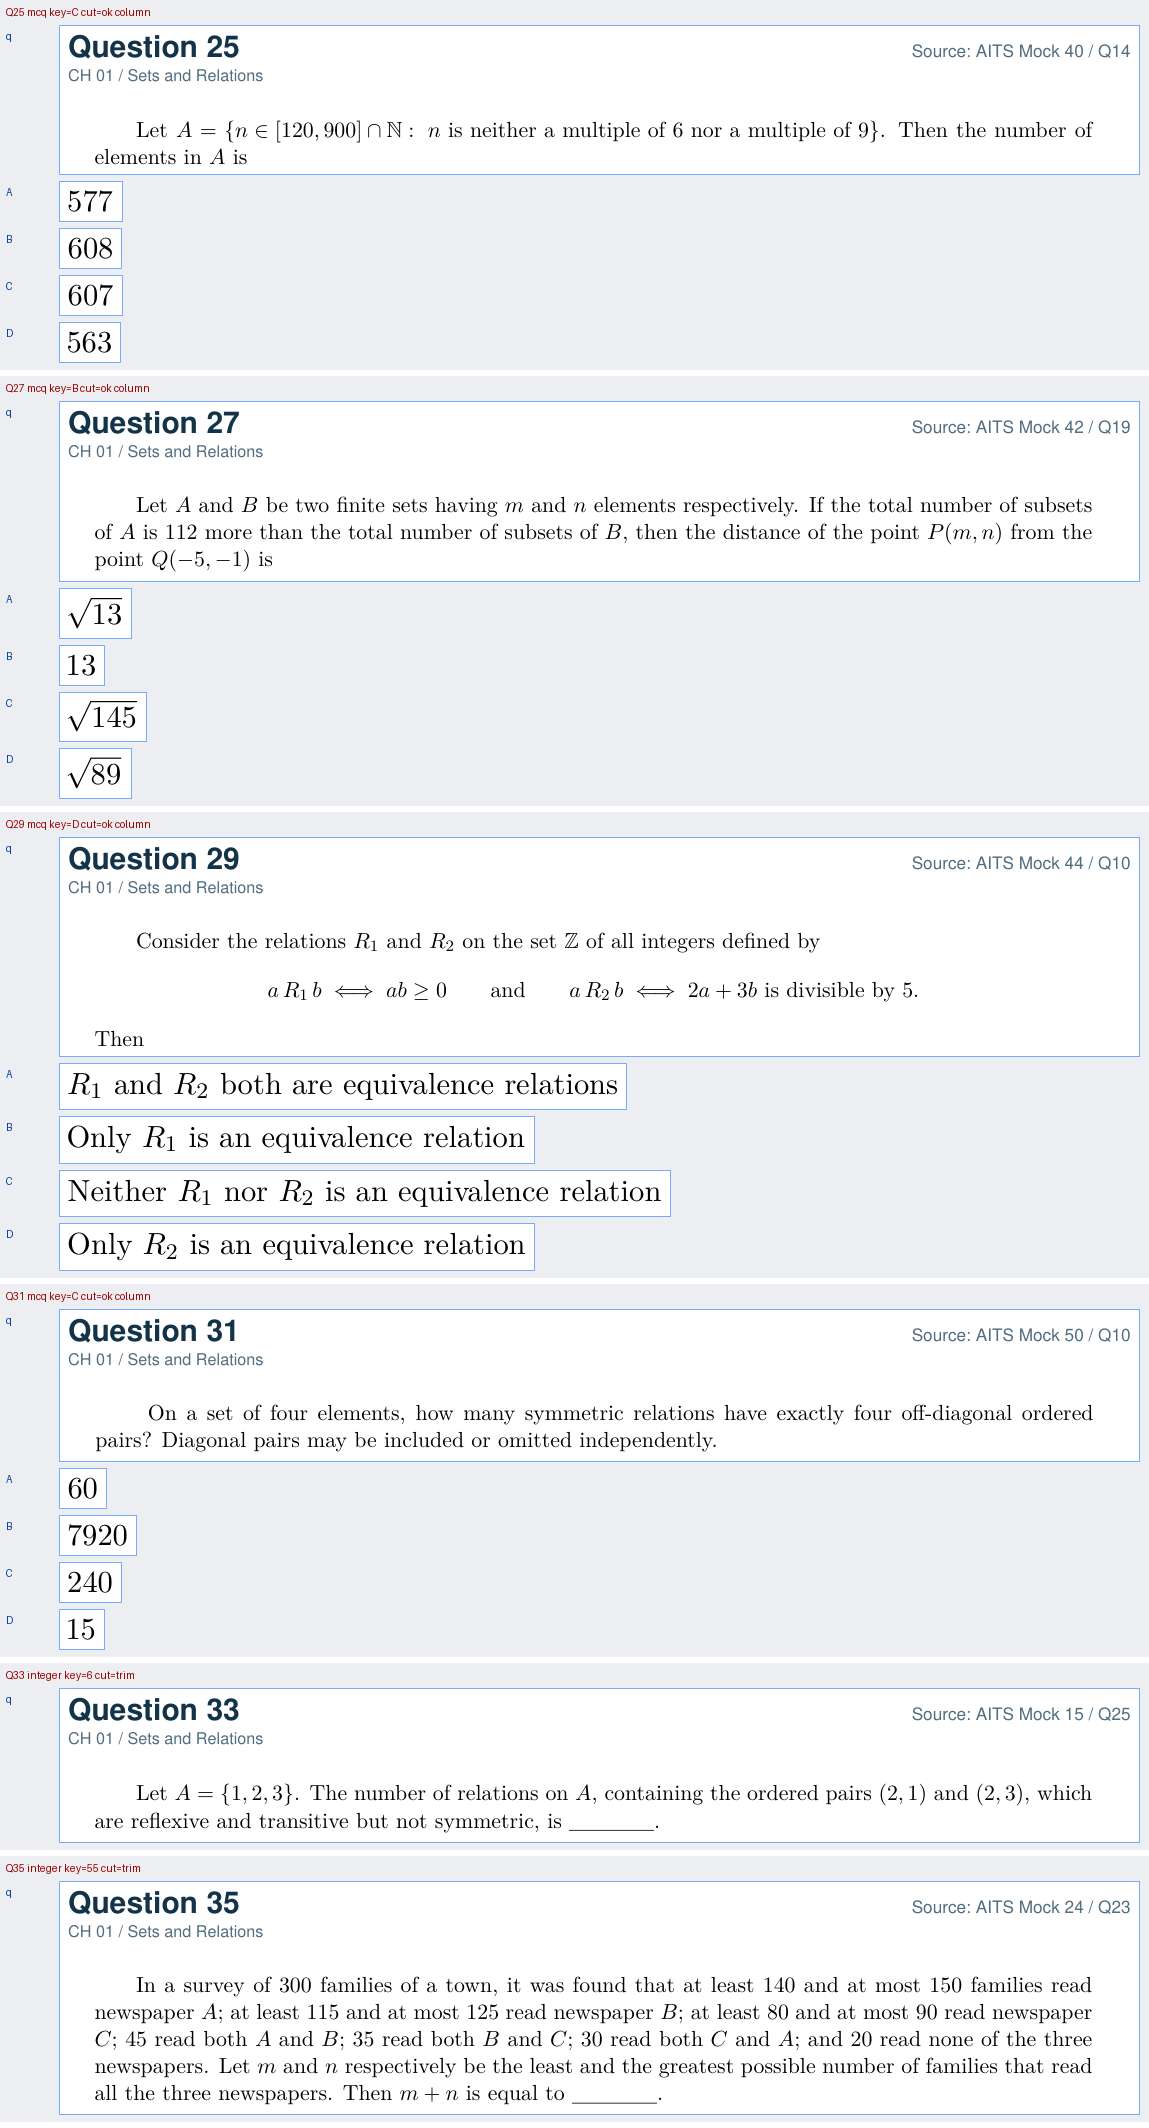 Q25 mcq key=C cut=ok column
q
Question 25
Source: AITS Mock 40 / Q14
CH 01 / Sets and Relations
Let A = {n ∈ [120, 900] ∩ ℕ : n is neither a multiple of 6 nor a multiple of 9}. Then the number of
elements in A is
A
577
B
608
C
607
D
563
Q27 mcq key=B cut=ok column
q
Question 27
Source: AITS Mock 42 / Q19
CH 01 / Sets and Relations
Let A and B be two finite sets having m and n elements respectively. If the total number of subsets
of A is 112 more than the total number of subsets of B, then the distance of the point P(m, n) from the
point Q(−5, −1) is
A
√13
B
13
C
√145
D
√89
Q29 mcq key=D cut=ok column
q
Question 29
Source: AITS Mock 44 / Q10
CH 01 / Sets and Relations
Consider the relations R₁ and R₂ on the set ℤ of all integers defined by
a R₁ b ⟺ ab ≥ 0 and a R₂ b ⟺ 2a + 3b is divisible by 5.
Then
A
R₁ and R₂ both are equivalence relations
B
Only R₁ is an equivalence relation
C
Neither R₁ nor R₂ is an equivalence relation
D
Only R₂ is an equivalence relation
Q31 mcq key=C cut=ok column
q
Question 31
Source: AITS Mock 50 / Q10
CH 01 / Sets and Relations
On a set of four elements, how many symmetric relations have exactly four off-diagonal ordered
pairs? Diagonal pairs may be included or omitted independently.
A
60
B
7920
C
240
D
15
Q33 integer key=6 cut=trim
q
Question 33
Source: AITS Mock 15 / Q25
CH 01 / Sets and Relations
Let A = {1, 2, 3}. The number of relations on A, containing the ordered pairs (2, 1) and (2, 3), which
are reflexive and transitive but not symmetric, is ________.
Q35 integer key=55 cut=trim
q
Question 35
Source: AITS Mock 24 / Q23
CH 01 / Sets and Relations
In a survey of 300 families of a town, it was found that at least 140 and at most 150 families read
newspaper A; at least 115 and at most 125 read newspaper B; at least 80 and at most 90 read newspaper
C; 45 read both A and B; 35 read both B and C; 30 read both C and A; and 20 read none of the three
newspapers. Let m and n respectively be the least and the greatest possible number of families that read
all the three newspapers. Then m + n is equal to ________.